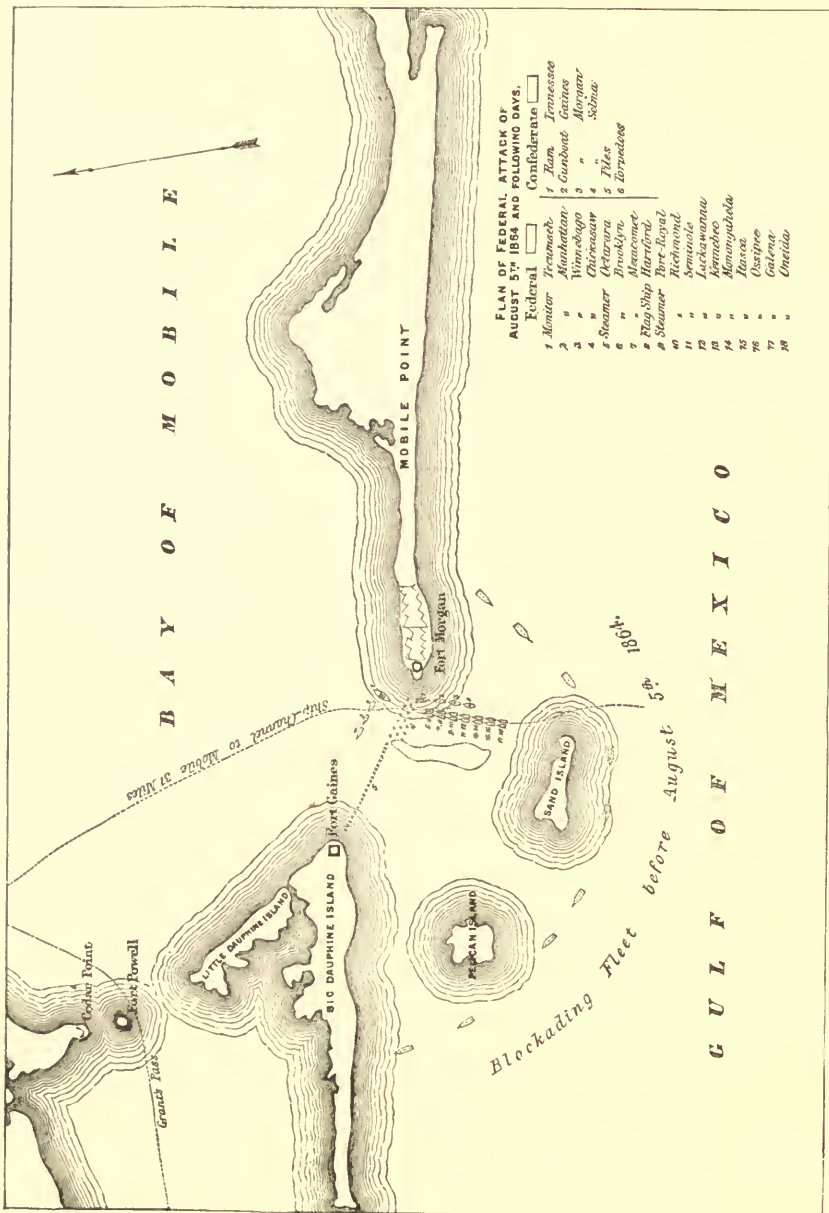 BAY OF MOBILE
Ship Channel to Mobile 31 Miles
Cedar Point
Fort Powell
Grant's Pass
LITTLE DAUPHINE ISLAND
Fort Gaines
BIG DAUPHINE ISLAND
PELICAN ISLAND
SAND ISLAND
Fort Morgan
MOBILE POINT
Blockading Fleet before August 5th 1864.
GULF OF MEXICO
PLAN OF FEDERAL ATTACK OF
AUGUST 5TH 1864 AND FOLLOWING DAYS.
Federal Confederate
1 Monitor Tecumseh
2 " Manhattan
3 " Winnebago
4 " Chickasaw
5 Steamer Octarara
6 " Brooklyn
7 " Meacomet
8 Flag Ship Hartford
9 Steamer Port-Royal
10 " Richmond
11 " Seminole
12 " Lackawanna
13 " Kennebec
14 " Monongahela
15 " Itasca
16 " Ossipee
17 " Galena
18 " Oneida
1 Ram Tennessee
2 Gunboat Gaines
3 " Morgan
4 " Selma
5 Piles
6 Torpedoes